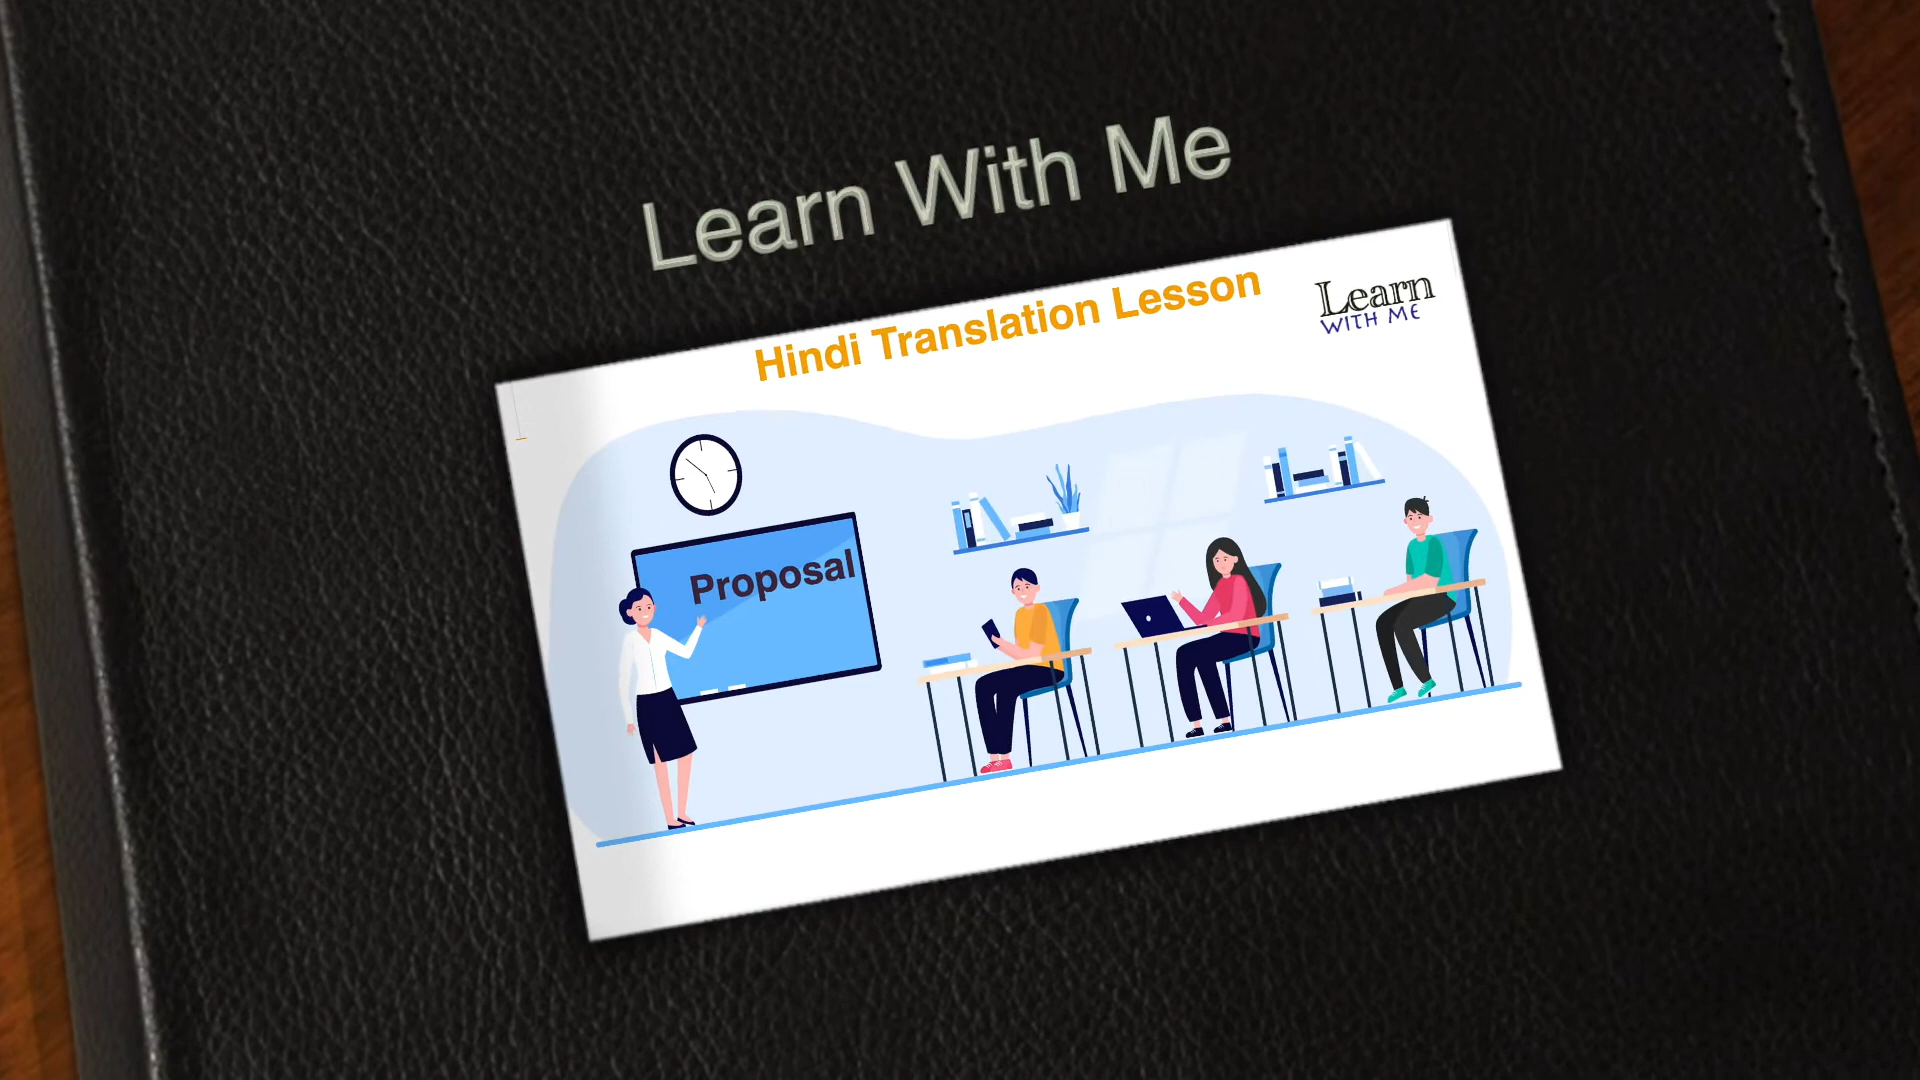 Learn With Me
Hindi Translation Lesson
Learn
WITH ME
Proposal